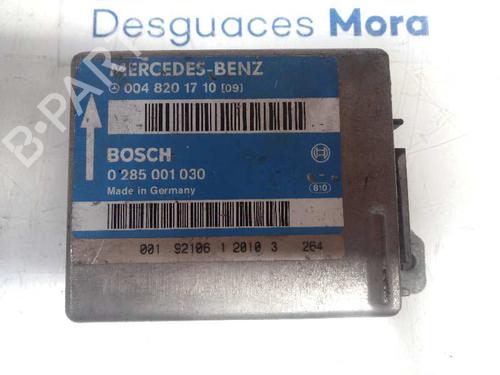 Desguaces Mora
B-PART
MERCEDES-BENZ
004 820 17 10 [09]
BOSCH
0 285 001 030
Made in Germany
810
001 92106 1 2010 3 264